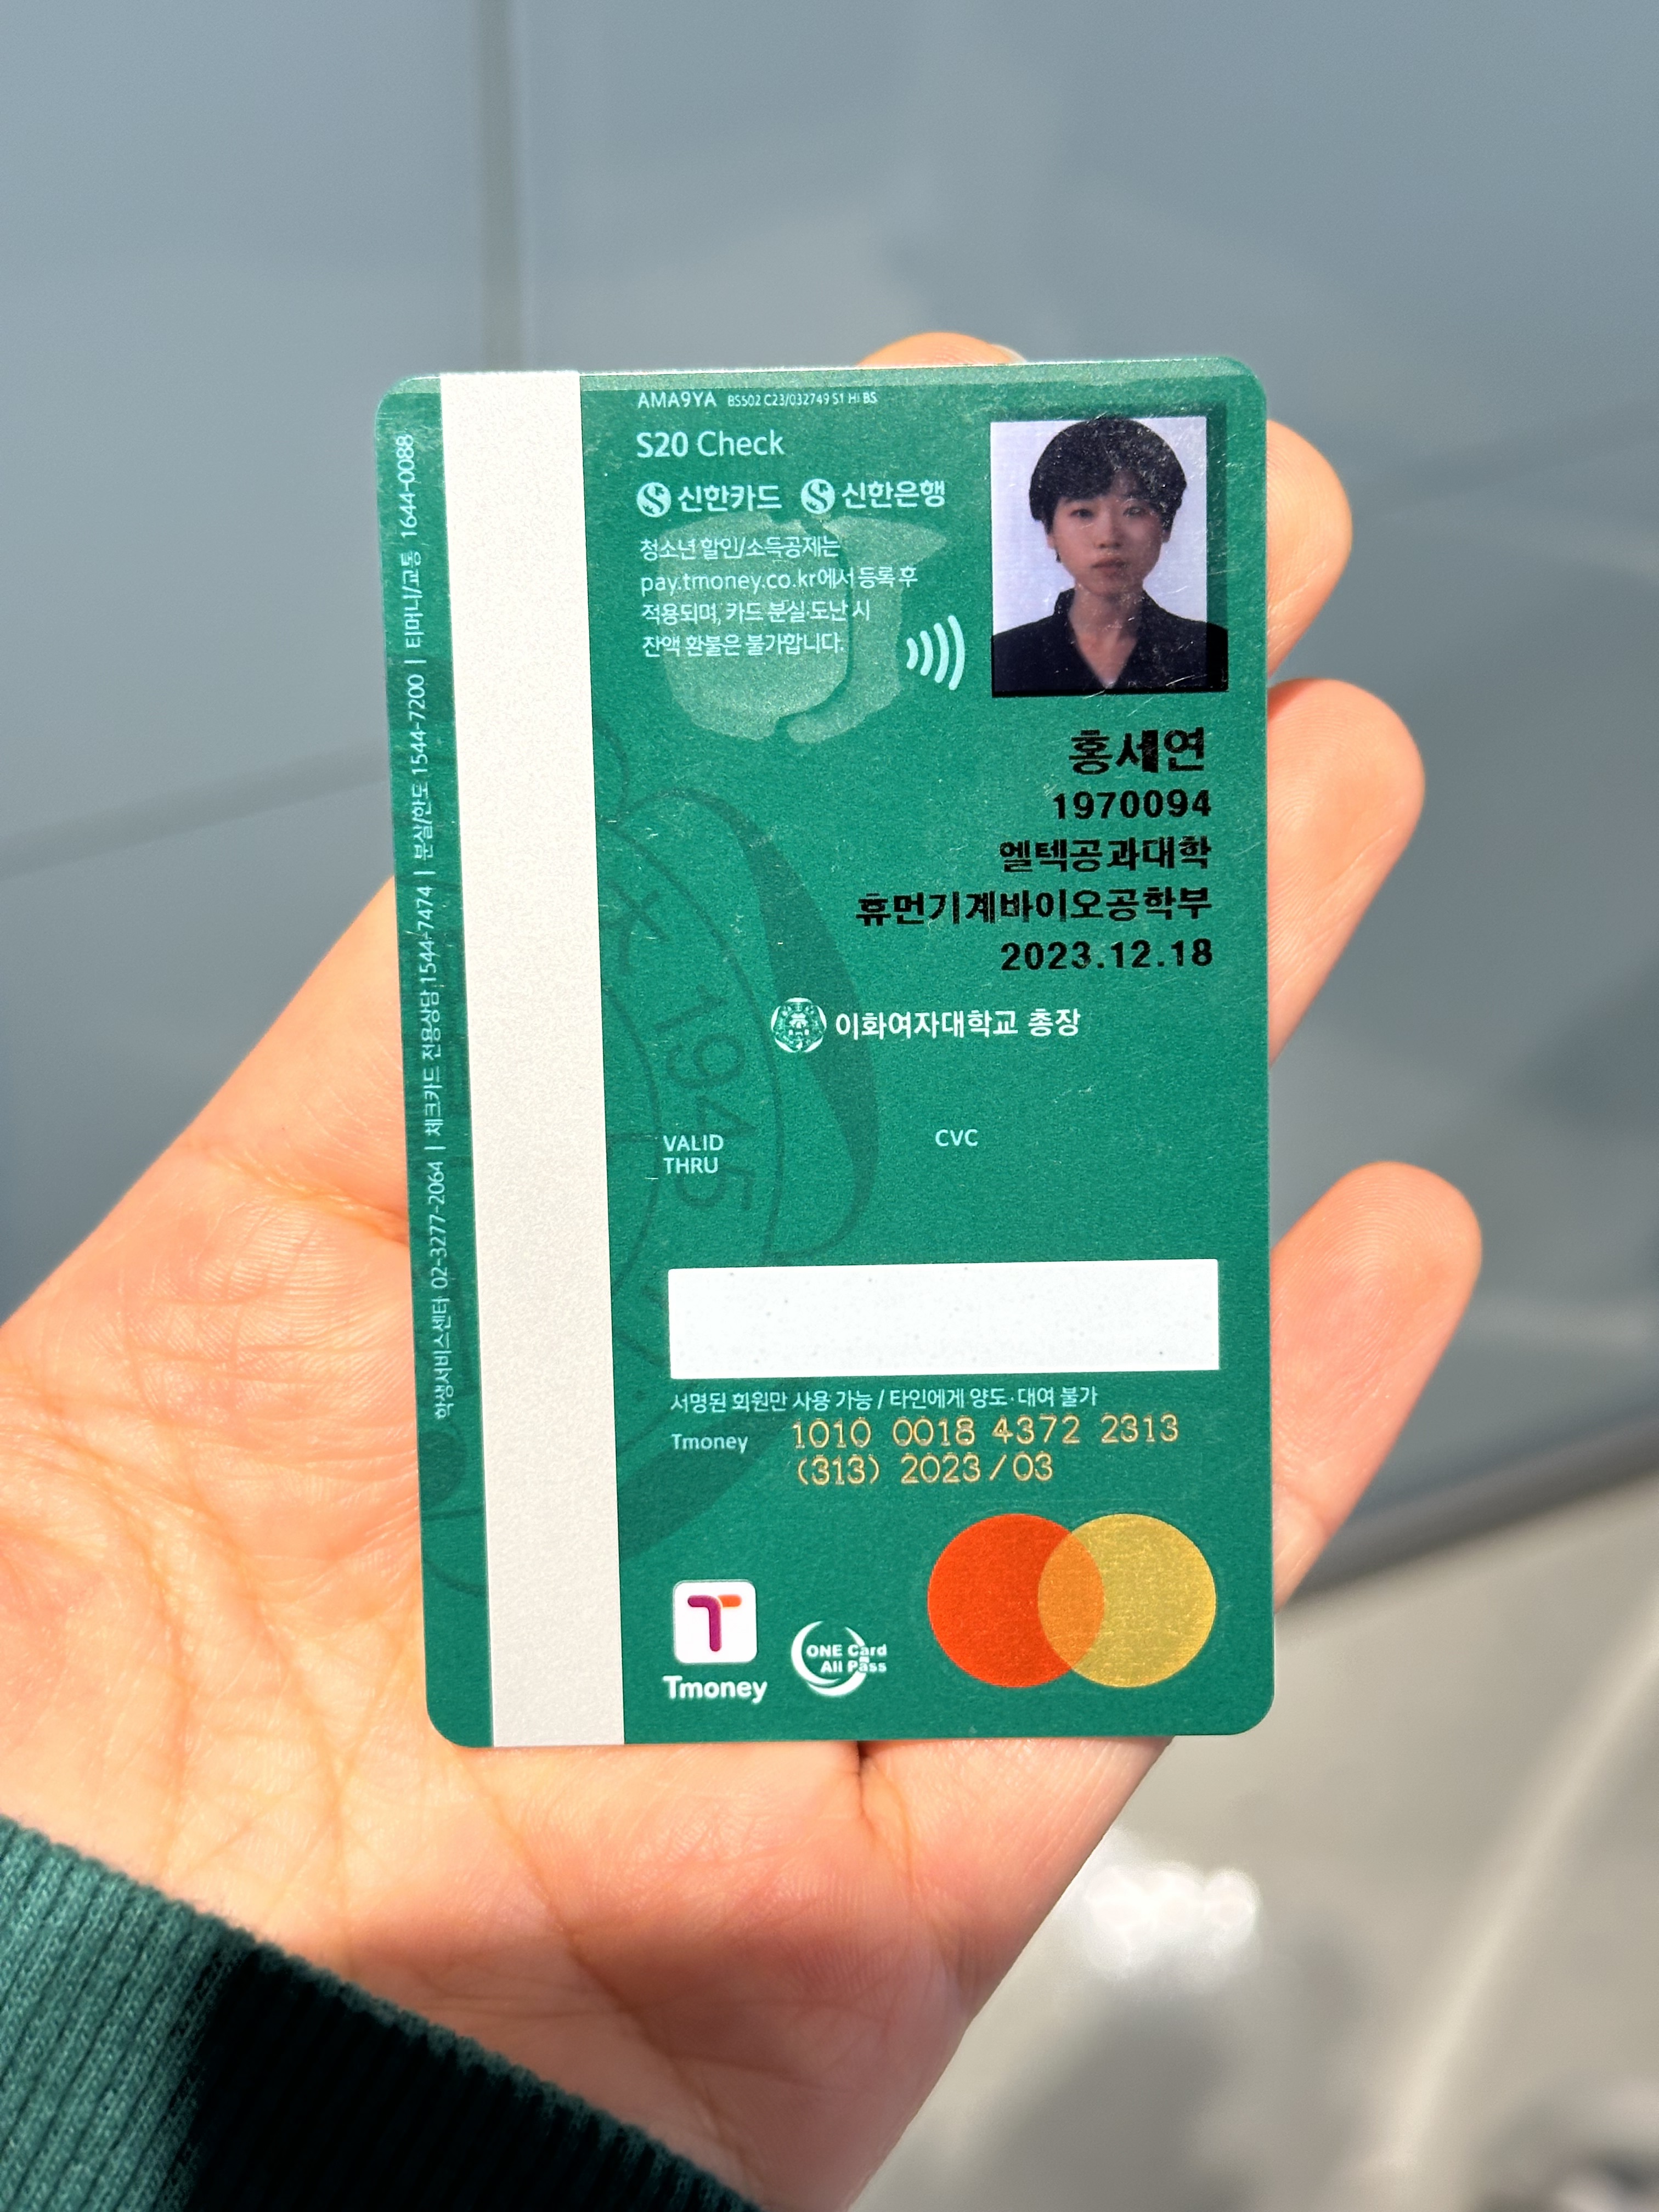 AMA9YA BS502 C23/032749 S1 Hi BS
S20 Check
신한카드 신한은행
청소년 할인/소득공제는
pay.tmoney.co.kr에서 등록 후
적용되며, 카드 분실·도난 시
잔액 환불은 불가합니다.
홍세연
1970094
엘텍공과대학
휴먼기계바이오공학부
2023.12.18
이화여자대학교 총장
1945
VALID
THRU
CVC
서명된 회원만 사용 가능 / 타인에게 양도·대여 불가
Tmoney 1010 0018 4372 2313
(313) 2023/03
Tmoney
ONE Card
All Pass
학생서비스센터 02-3277-2064 | 체크카드 전용상담 1544-7474 | 분실/한도 1544-7200 | 티머니/교통 1644-0088